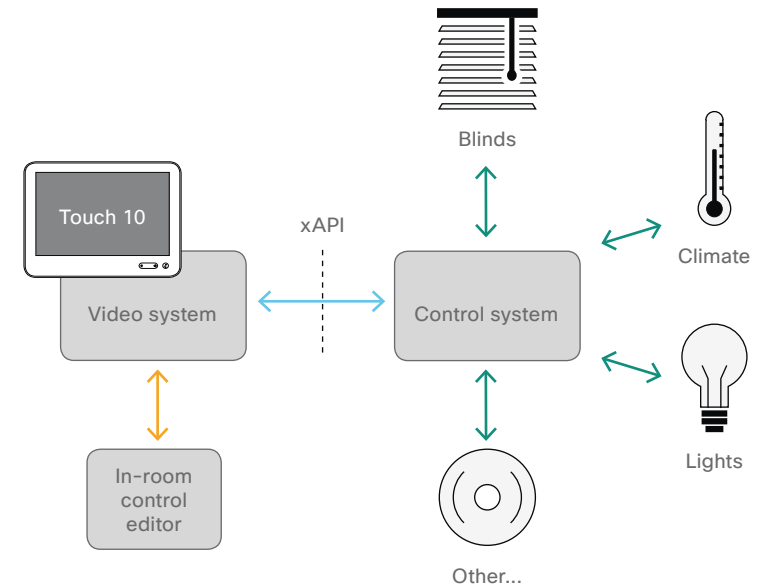 Blinds
Touch 10
xAPI
Climate
Video system
Control system
In-room
control
editor
Lights
Other...